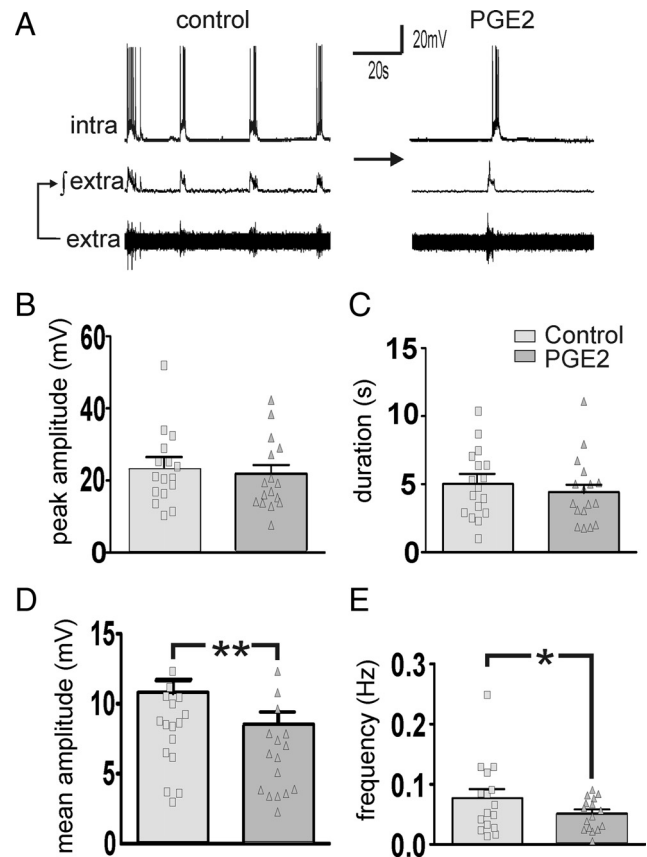 A
control
PGE2
20mV
20s
intra
∫ extra
extra
B
peak amplitude (mV)
60
40
20
0
C
duration (s)
15
10
5
0
Control
PGE2
D
mean amplitude (mV)
15
10
5
0
**
E
frequency (Hz)
0.3
0.2
0.1
0.0
*